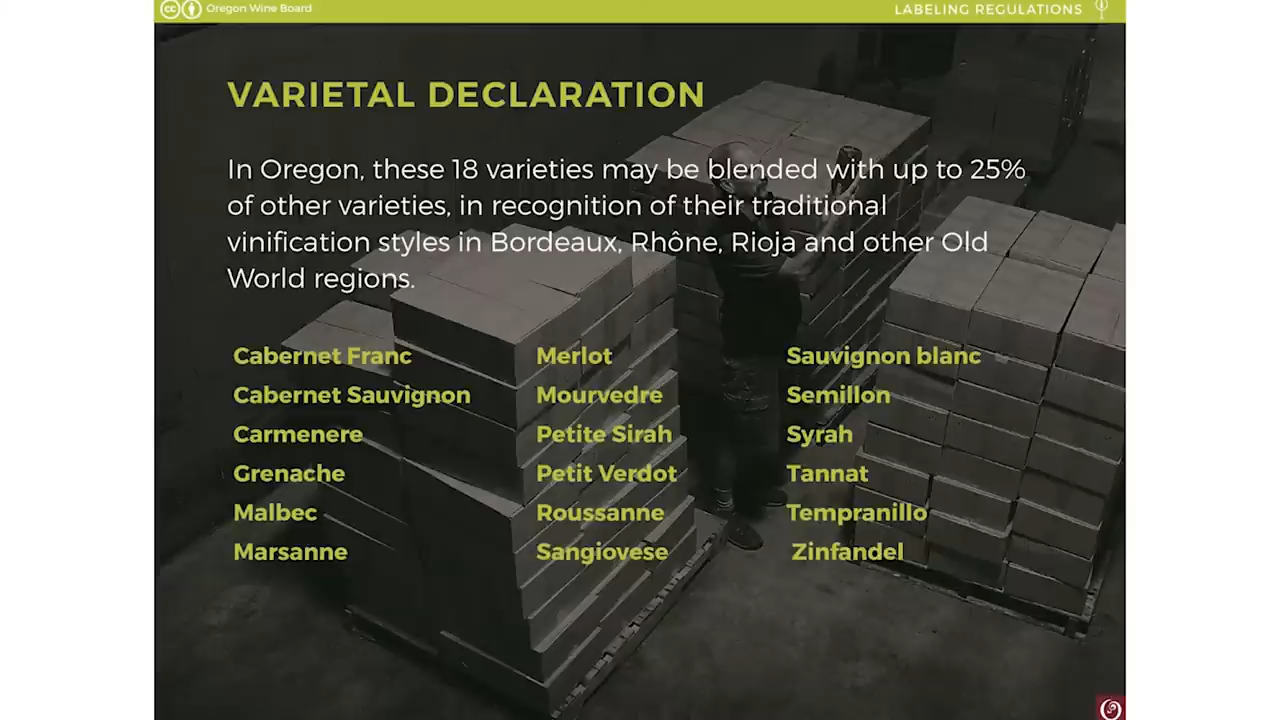 Oregon Wine Board
LABELING REGULATIONS
VARIETAL DECLARATION
In Oregon, these 18 varieties may be blended with up to 25%
of other varieties, in recognition of their traditional
vinification styles in Bordeaux, Rhône, Rioja and other Old
World regions.
Cabernet Franc
Cabernet Sauvignon
Carmenere
Grenache
Malbec
Marsanne
Merlot
Mourvedre
Petite Sirah
Petit Verdot
Roussanne
Sangiovese
Sauvignon blanc
Semillon
Syrah
Tannat
Tempranillo
Zinfandel